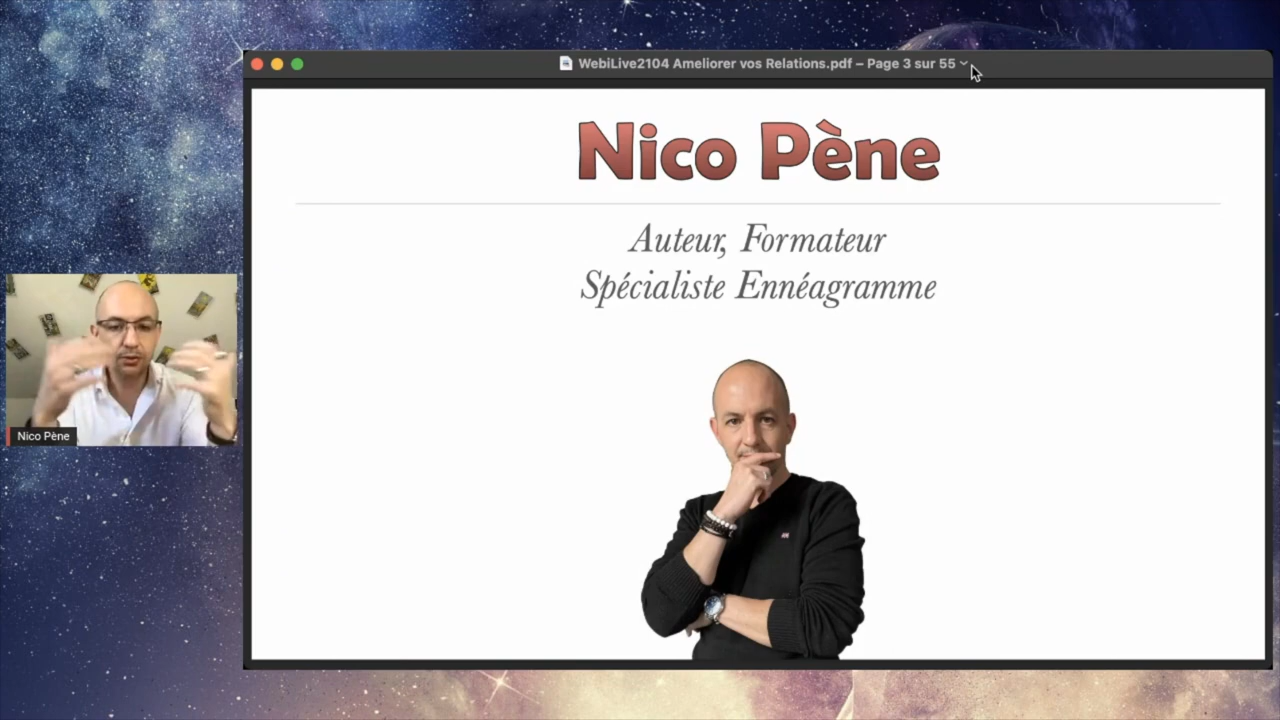 WebiLive2104 Ameliorer vos Relations.pdf – Page 3 sur 55
Nico Pène
Auteur, Formateur
Spécialiste Ennéagramme
Nico Pène